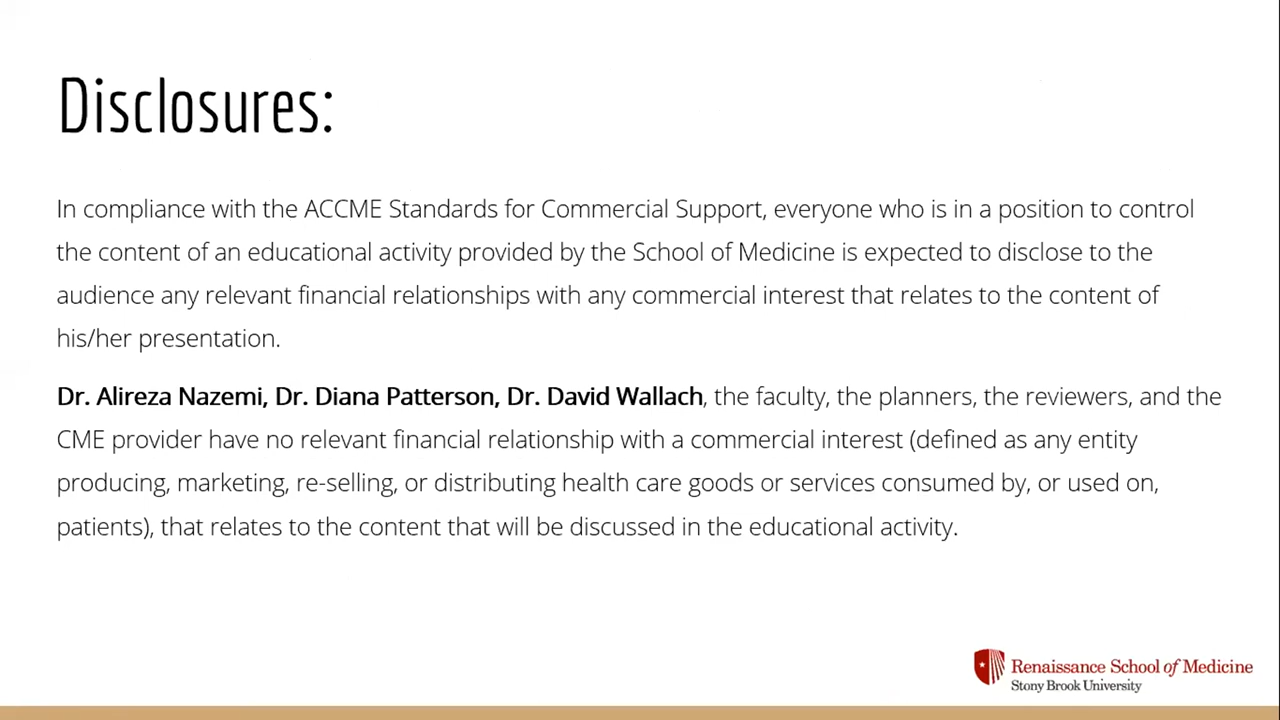 Disclosures:
In compliance with the ACCME Standards for Commercial Support, everyone who is in a position to control
the content of an educational activity provided by the School of Medicine is expected to disclose to the
audience any relevant financial relationships with any commercial interest that relates to the content of
his/her presentation.
Dr. Alireza Nazemi, Dr. Diana Patterson, Dr. David Wallach, the faculty, the planners, the reviewers, and the
CME provider have no relevant financial relationship with a commercial interest (defined as any entity
producing, marketing, re-selling, or distributing health care goods or services consumed by, or used on,
patients), that relates to the content that will be discussed in the educational activity.
Renaissance School of Medicine
Stony Brook University